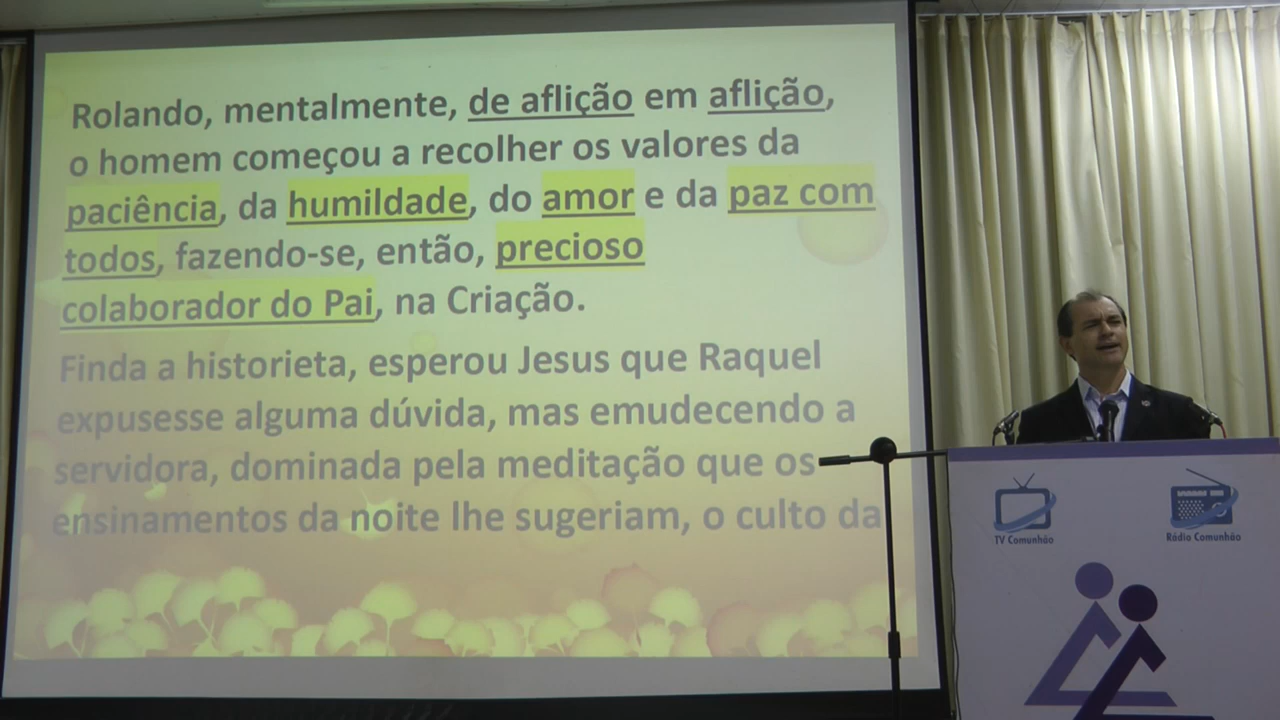 Rolando, mentalmente, de aflição em aflição,
o homem começou a recolher os valores da
paciência, da humildade, do amor e da paz com
todos, fazendo-se, então, precioso
colaborador do Pai, na Criação.
Finda a historieta, esperou Jesus que Raquel
expusesse alguma dúvida, mas emudecendo a
servidora, dominada pela meditação que os
ensinamentos da noite lhe sugeriam, o culto da
TV Comunhão
Rádio Comunhão